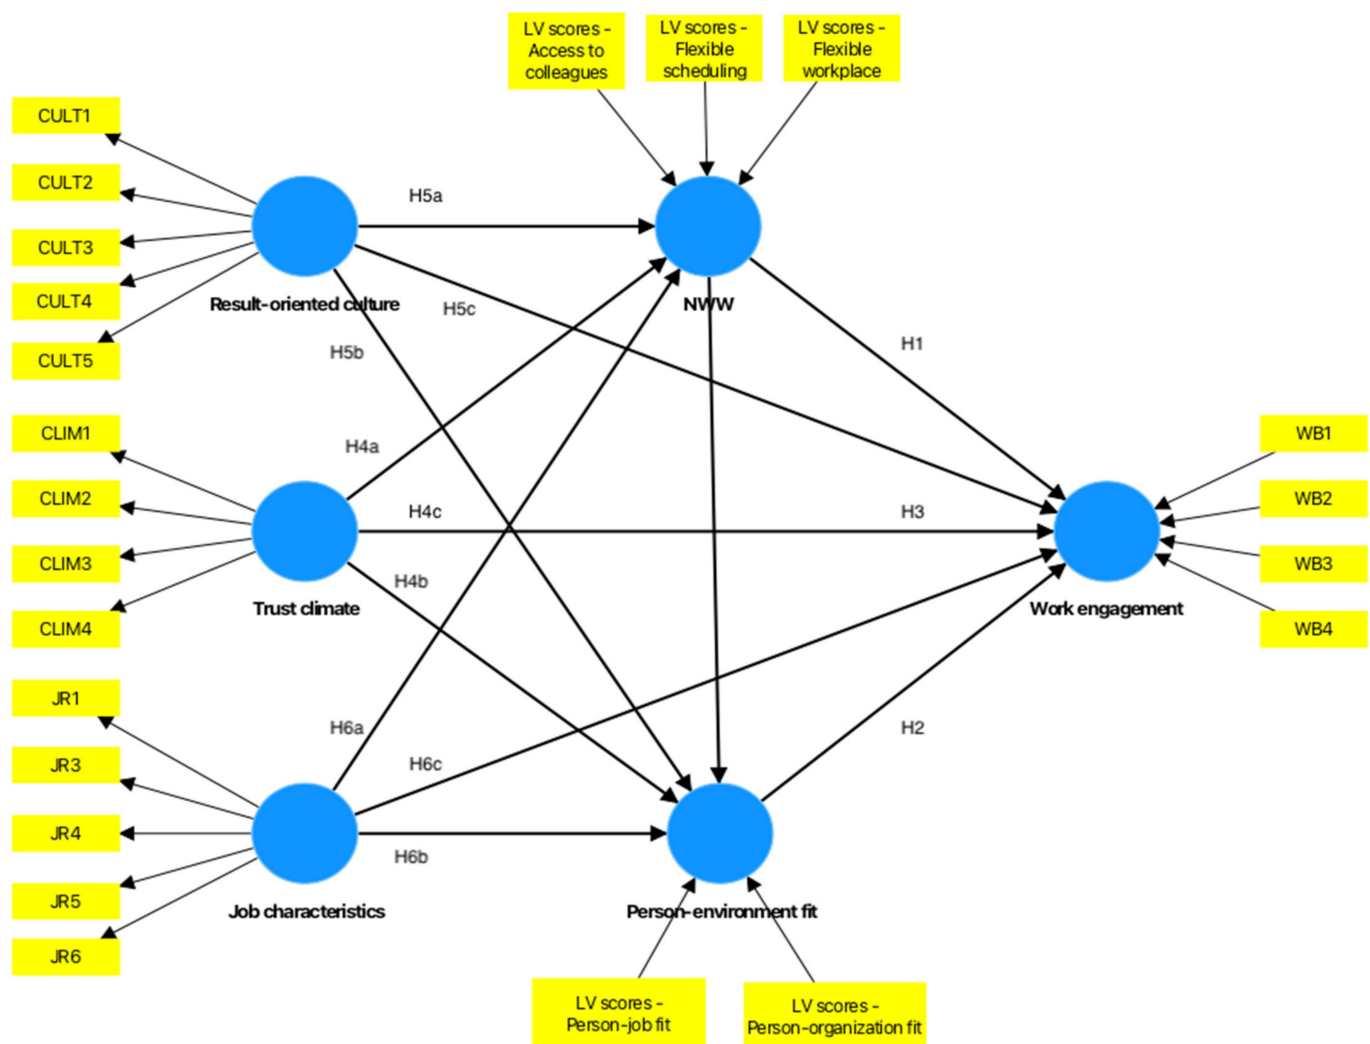 LV scores -
Access to
colleagues
LV scores -
Flexible
scheduling
LV scores -
Flexible
workplace
CULT1
CULT2
CULT3
CULT4
CULT5
Result-oriented culture
H5a
NWW
H5c
H5b
H1
CLIM1
CLIM2
CLIM3
CLIM4
H4a
H4c
H3
H4b
Trust climate
Work engagement
WB1
WB2
WB3
WB4
JR1
JR3
JR4
JR5
JR6
H6a
H6c
H2
H6b
Job characteristics
Person-environment fit
LV scores -
Person-job fit
LV scores -
Person-organization fit